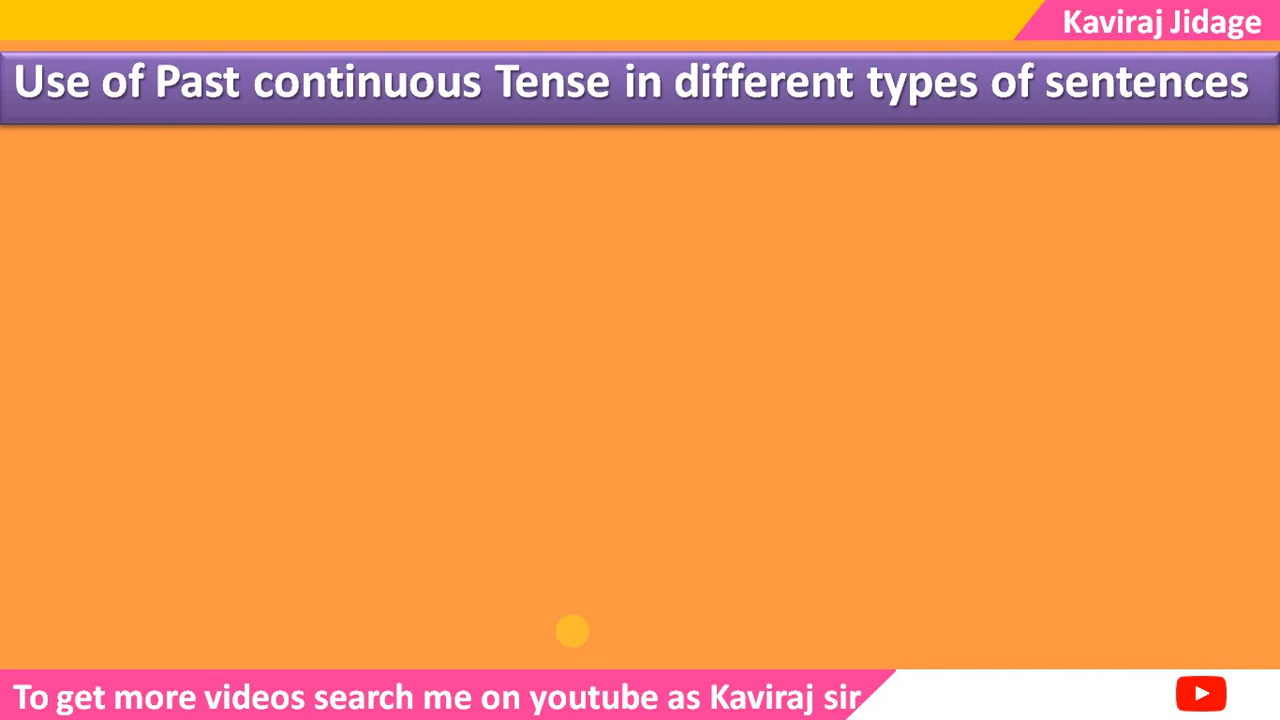 Kaviraj Jidage
Use of Past continuous Tense in different types of sentences
To get more videos search me on youtube as Kaviraj sir